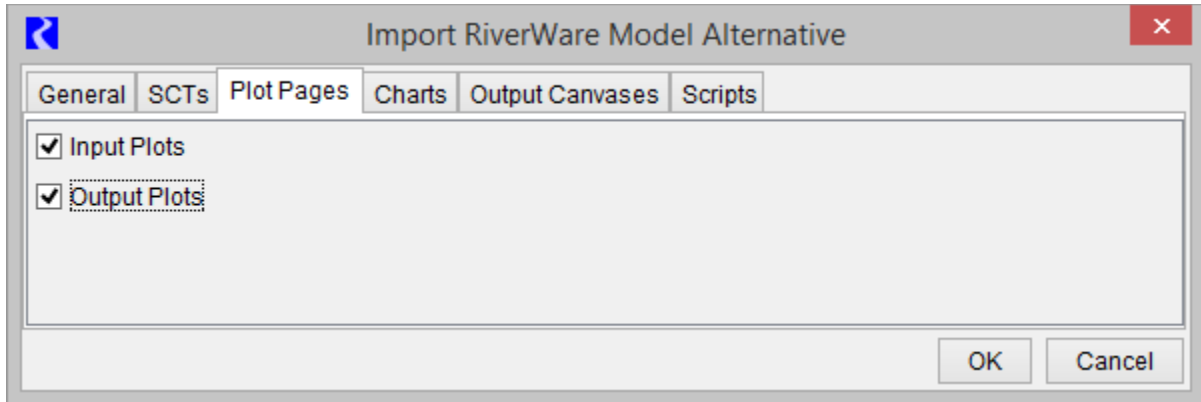 Import RiverWare Model Alternative
General SCTs Plot Pages Charts Output Canvases Scripts
Input Plots
Output Plots
OK Cancel